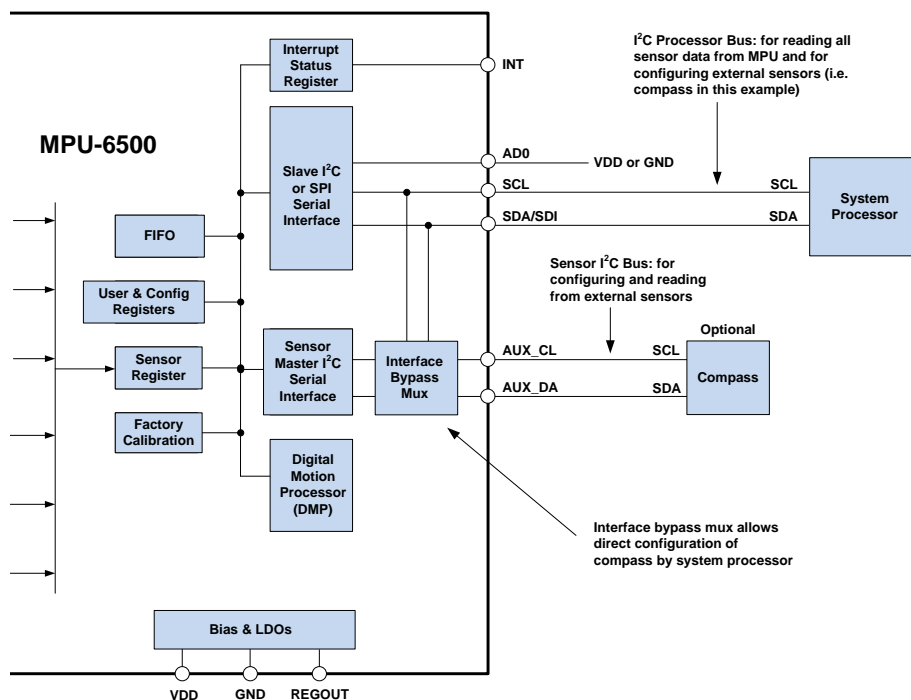 Interrupt
Status
Register
INT
I²C Processor Bus: for reading all
sensor data from MPU and for
configuring external sensors (i.e.
compass in this example)
MPU-6500
Slave I²C
or SPI
Serial
Interface
AD0
VDD or GND
SCL
SCL
SDA/SDI
SDA
System
Processor
FIFO
User & Config
Registers
Sensor I²C Bus: for
configuring and reading
from external sensors
Sensor
Register
Sensor
Master I²C
Serial
Interface
Interface
Bypass
Mux
AUX_CL
SCL
AUX_DA
SDA
Optional
Compass
Factory
Calibration
Digital
Motion
Processor
(DMP)
Interface bypass mux allows
direct configuration of
compass by system processor
Bias & LDOs
VDD
GND
REGOUT